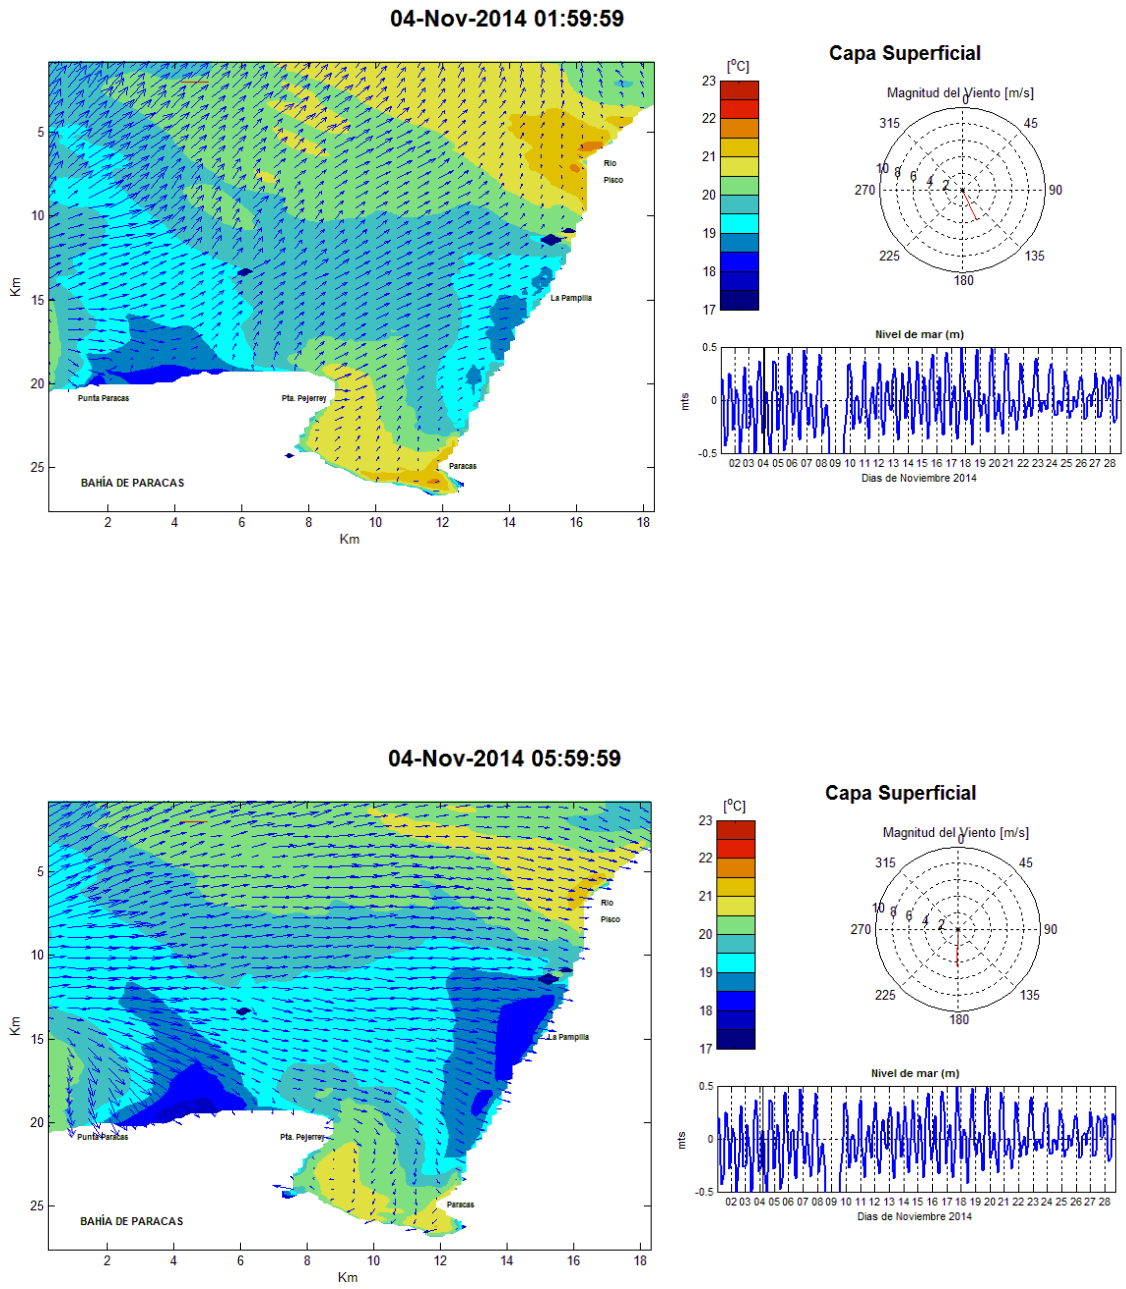 04-Nov-2014 01:59:59
Capa Superficial
[°C]
23
22
21
20
19
18
17
Magnitud del Viento [m/s]
0
45
90
135
180
225
270
315
10 8 6 4 2
5
10
15
20
25
Km
Rio
Pisco
La Pampilla
Punta Paracas
Pta. Pejerrey
Paracas
BAHÍA DE PARACAS
2 4 6 8 10 12 14 16 18
Km
Nivel de mar (m)
0.5
0
-0.5
mts
02 03 04 05 06 07 08 09 10 11 12 13 14 15 16 17 18 19 20 21 22 23 24 25 26 27 28
Dias de Noviembre 2014
04-Nov-2014 05:59:59
Capa Superficial
[°C]
23
22
21
20
19
18
17
Magnitud del Viento [m/s]
0
45
90
135
180
225
270
315
10 8 6 4 2
5
10
15
20
25
Km
Rio
Pisco
La Pampilla
Punta Paracas
Pta. Pejerrey
Paracas
BAHÍA DE PARACAS
2 4 6 8 10 12 14 16 18
Km
Nivel de mar (m)
0.5
0
-0.5
mts
02 03 04 05 06 07 08 09 10 11 12 13 14 15 16 17 18 19 20 21 22 23 24 25 26 27 28
Dias de Noviembre 2014